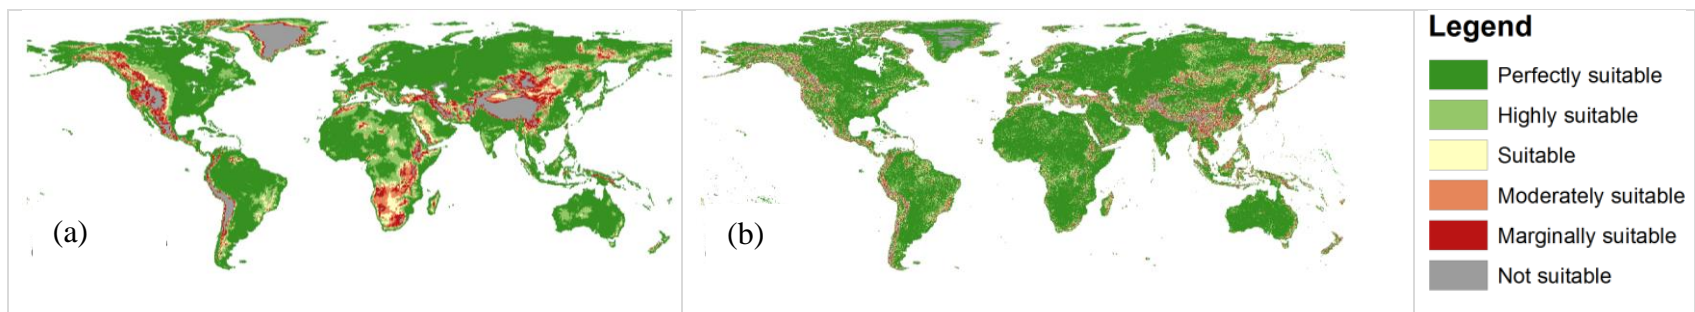 (a)
(b)
Legend
Perfectly suitable
Highly suitable
Suitable
Moderately suitable
Marginally suitable
Not suitable